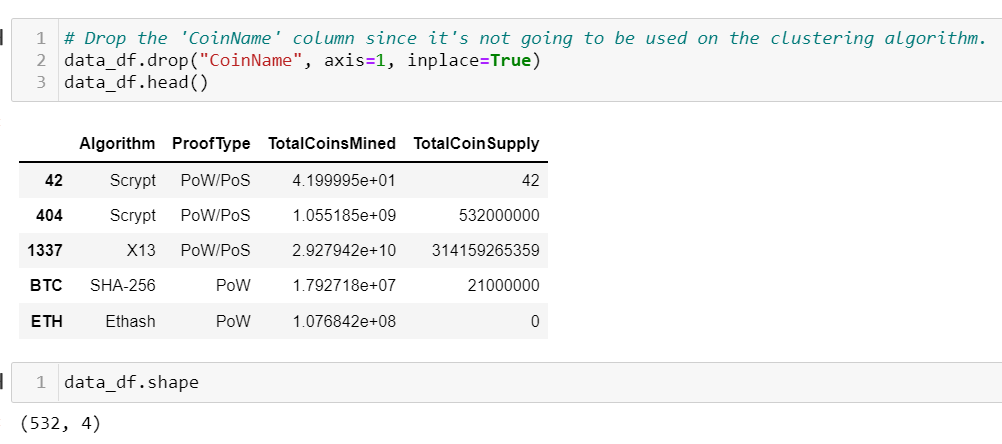 1 # Drop the 'CoinName' column since it's not going to be used on the clustering algorithm.
2 data_df.drop("CoinName", axis=1, inplace=True)
3 data_df.head()
Algorithm ProofType TotalCoinsMined TotalCoinSupply
42 Scrypt PoW/PoS 4.199995e+01 42
404 Scrypt PoW/PoS 1.055185e+09 532000000
1337 X13 PoW/PoS 2.927942e+10 314159265359
BTC SHA-256 PoW 1.792718e+07 21000000
ETH Ethash PoW 1.076842e+08 0
1 data_df.shape
(532, 4)